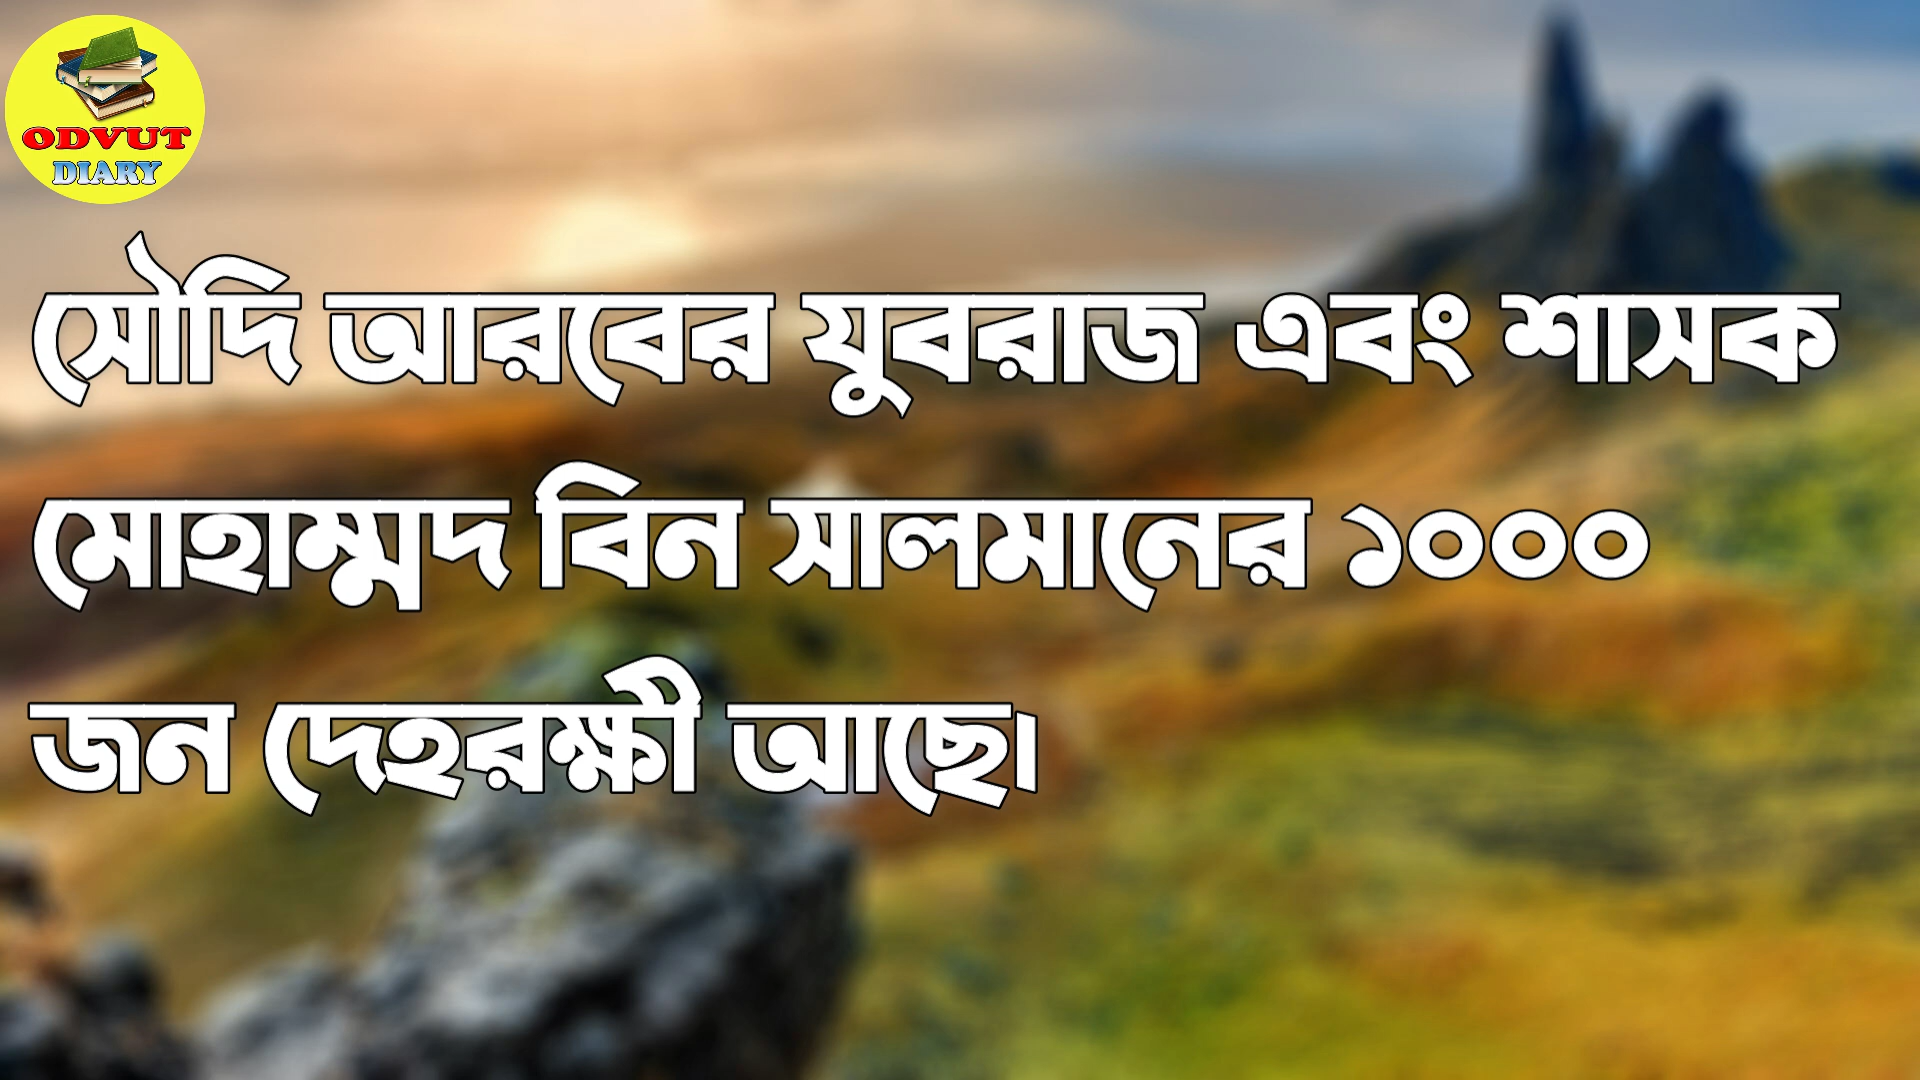 ODVUT
DIARY
সৌদি আরবের যুবরাজ এবং শাসক
মোহাম্মদ বিন সালমানের ১০০০
জন দেহরক্ষী আছে।